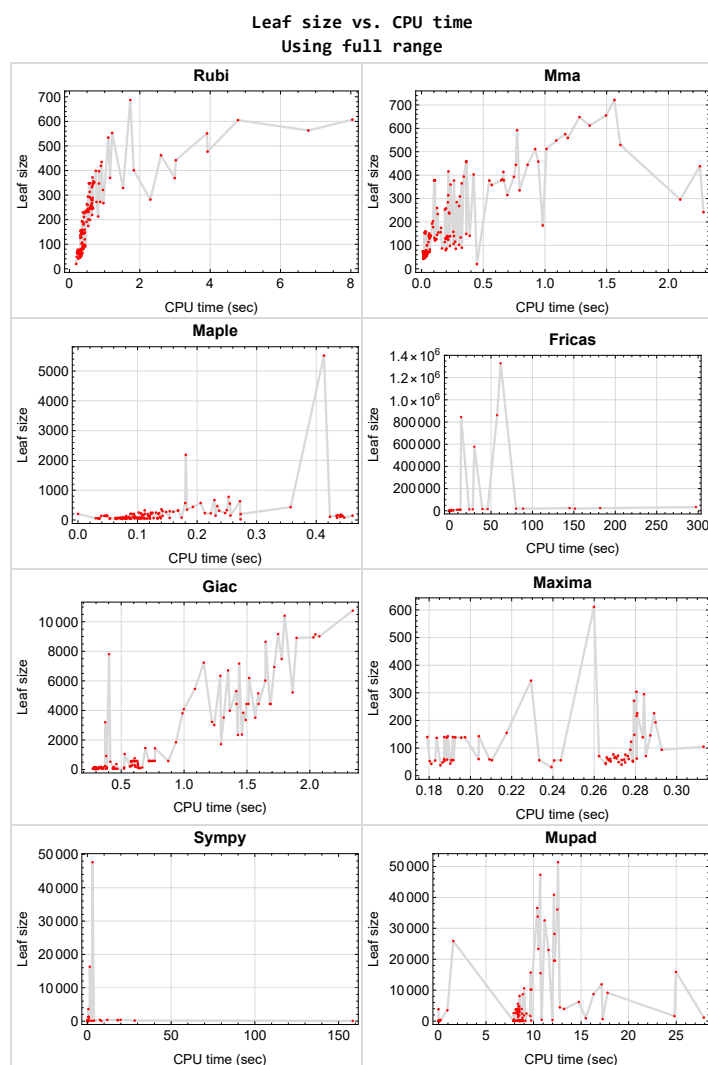 Leaf size vs. CPU time
Using full range
Rubi
Leaf size
700
600
500
400
300
200
100
0
0 2 4 6 8
CPU time (sec)
Mma
Leaf size
700
600
500
400
300
200
100
0
0.0 0.5 1.0 1.5 2.0
CPU time (sec)
Maple
Leaf size
5000
4000
3000
2000
1000
0
0.0 0.1 0.2 0.3 0.4
CPU time (sec)
Fricas
Leaf size
1.4 × 10^6
1.2 × 10^6
1.0 × 10^6
800 000
600 000
400 000
200 000
0
0 50 100 150 200 250 300
CPU time (sec)
Giac
Leaf size
10 000
8000
6000
4000
2000
0
0.5 1.0 1.5 2.0
CPU time (sec)
Maxima
Leaf size
600
500
400
300
200
100
0
0.18 0.20 0.22 0.24 0.26 0.28 0.30
CPU time (sec)
Sympy
Leaf size
50 000
40 000
30 000
20 000
10 000
0
0 50 100 150
CPU time (sec)
Mupad
Leaf size
50 000
40 000
30 000
20 000
10 000
0
0 5 10 15 20 25
CPU time (sec)